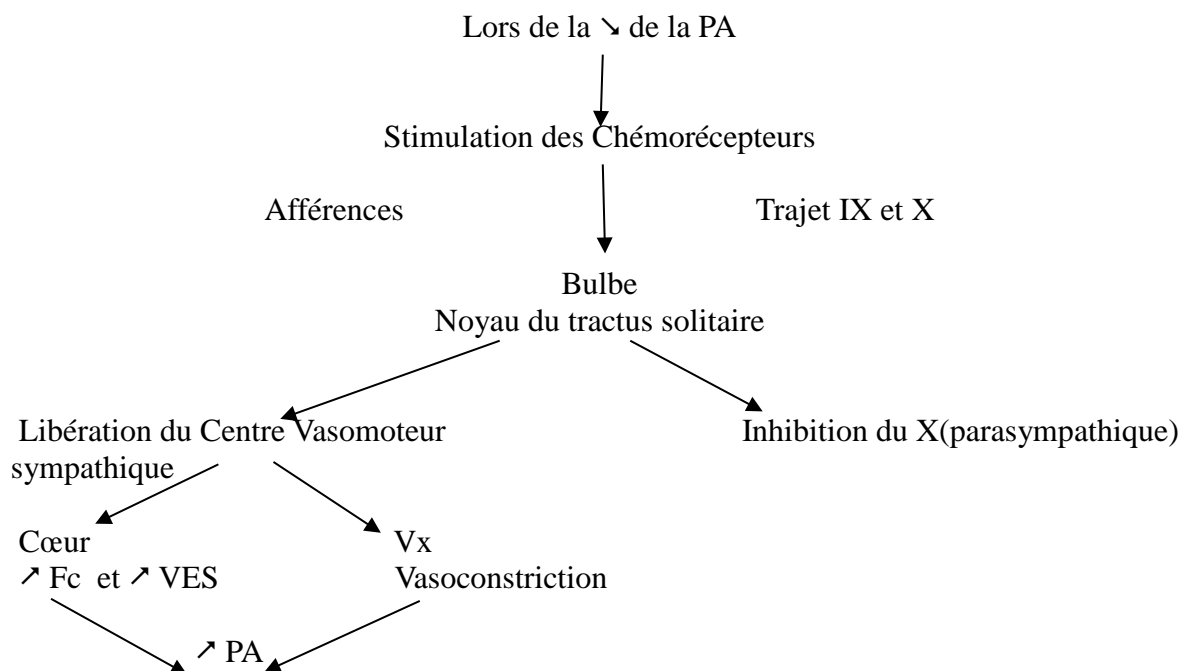 Lors de la ↘ de la PA
Stimulation des Chémorécepteurs
Afférences
Trajet IX et X
Bulbe
Noyau du tractus solitaire
Libération du Centre Vasomoteur
sympathique
Inhibition du X(parasympathique)
Cœur
↗ Fc et ↗ VES
Vx
Vasoconstriction
↗ PA